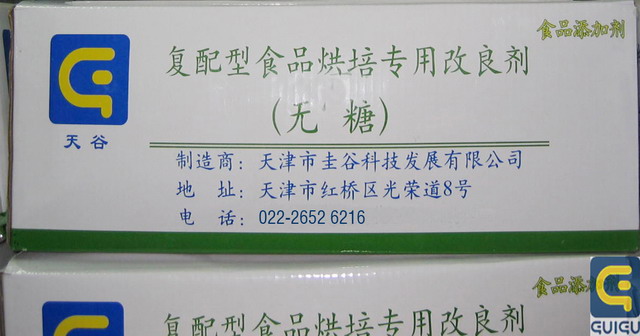 食品添加剂
复配型食品烘培专用改良剂
(无 糖)
天谷
制造商：天津市圭谷科技发展有限公司
地 址：天津市红桥区光荣道8号
电 话：022-2652 6216
食品添加剂
复配型食品烘培专用改良剂
GUIGU